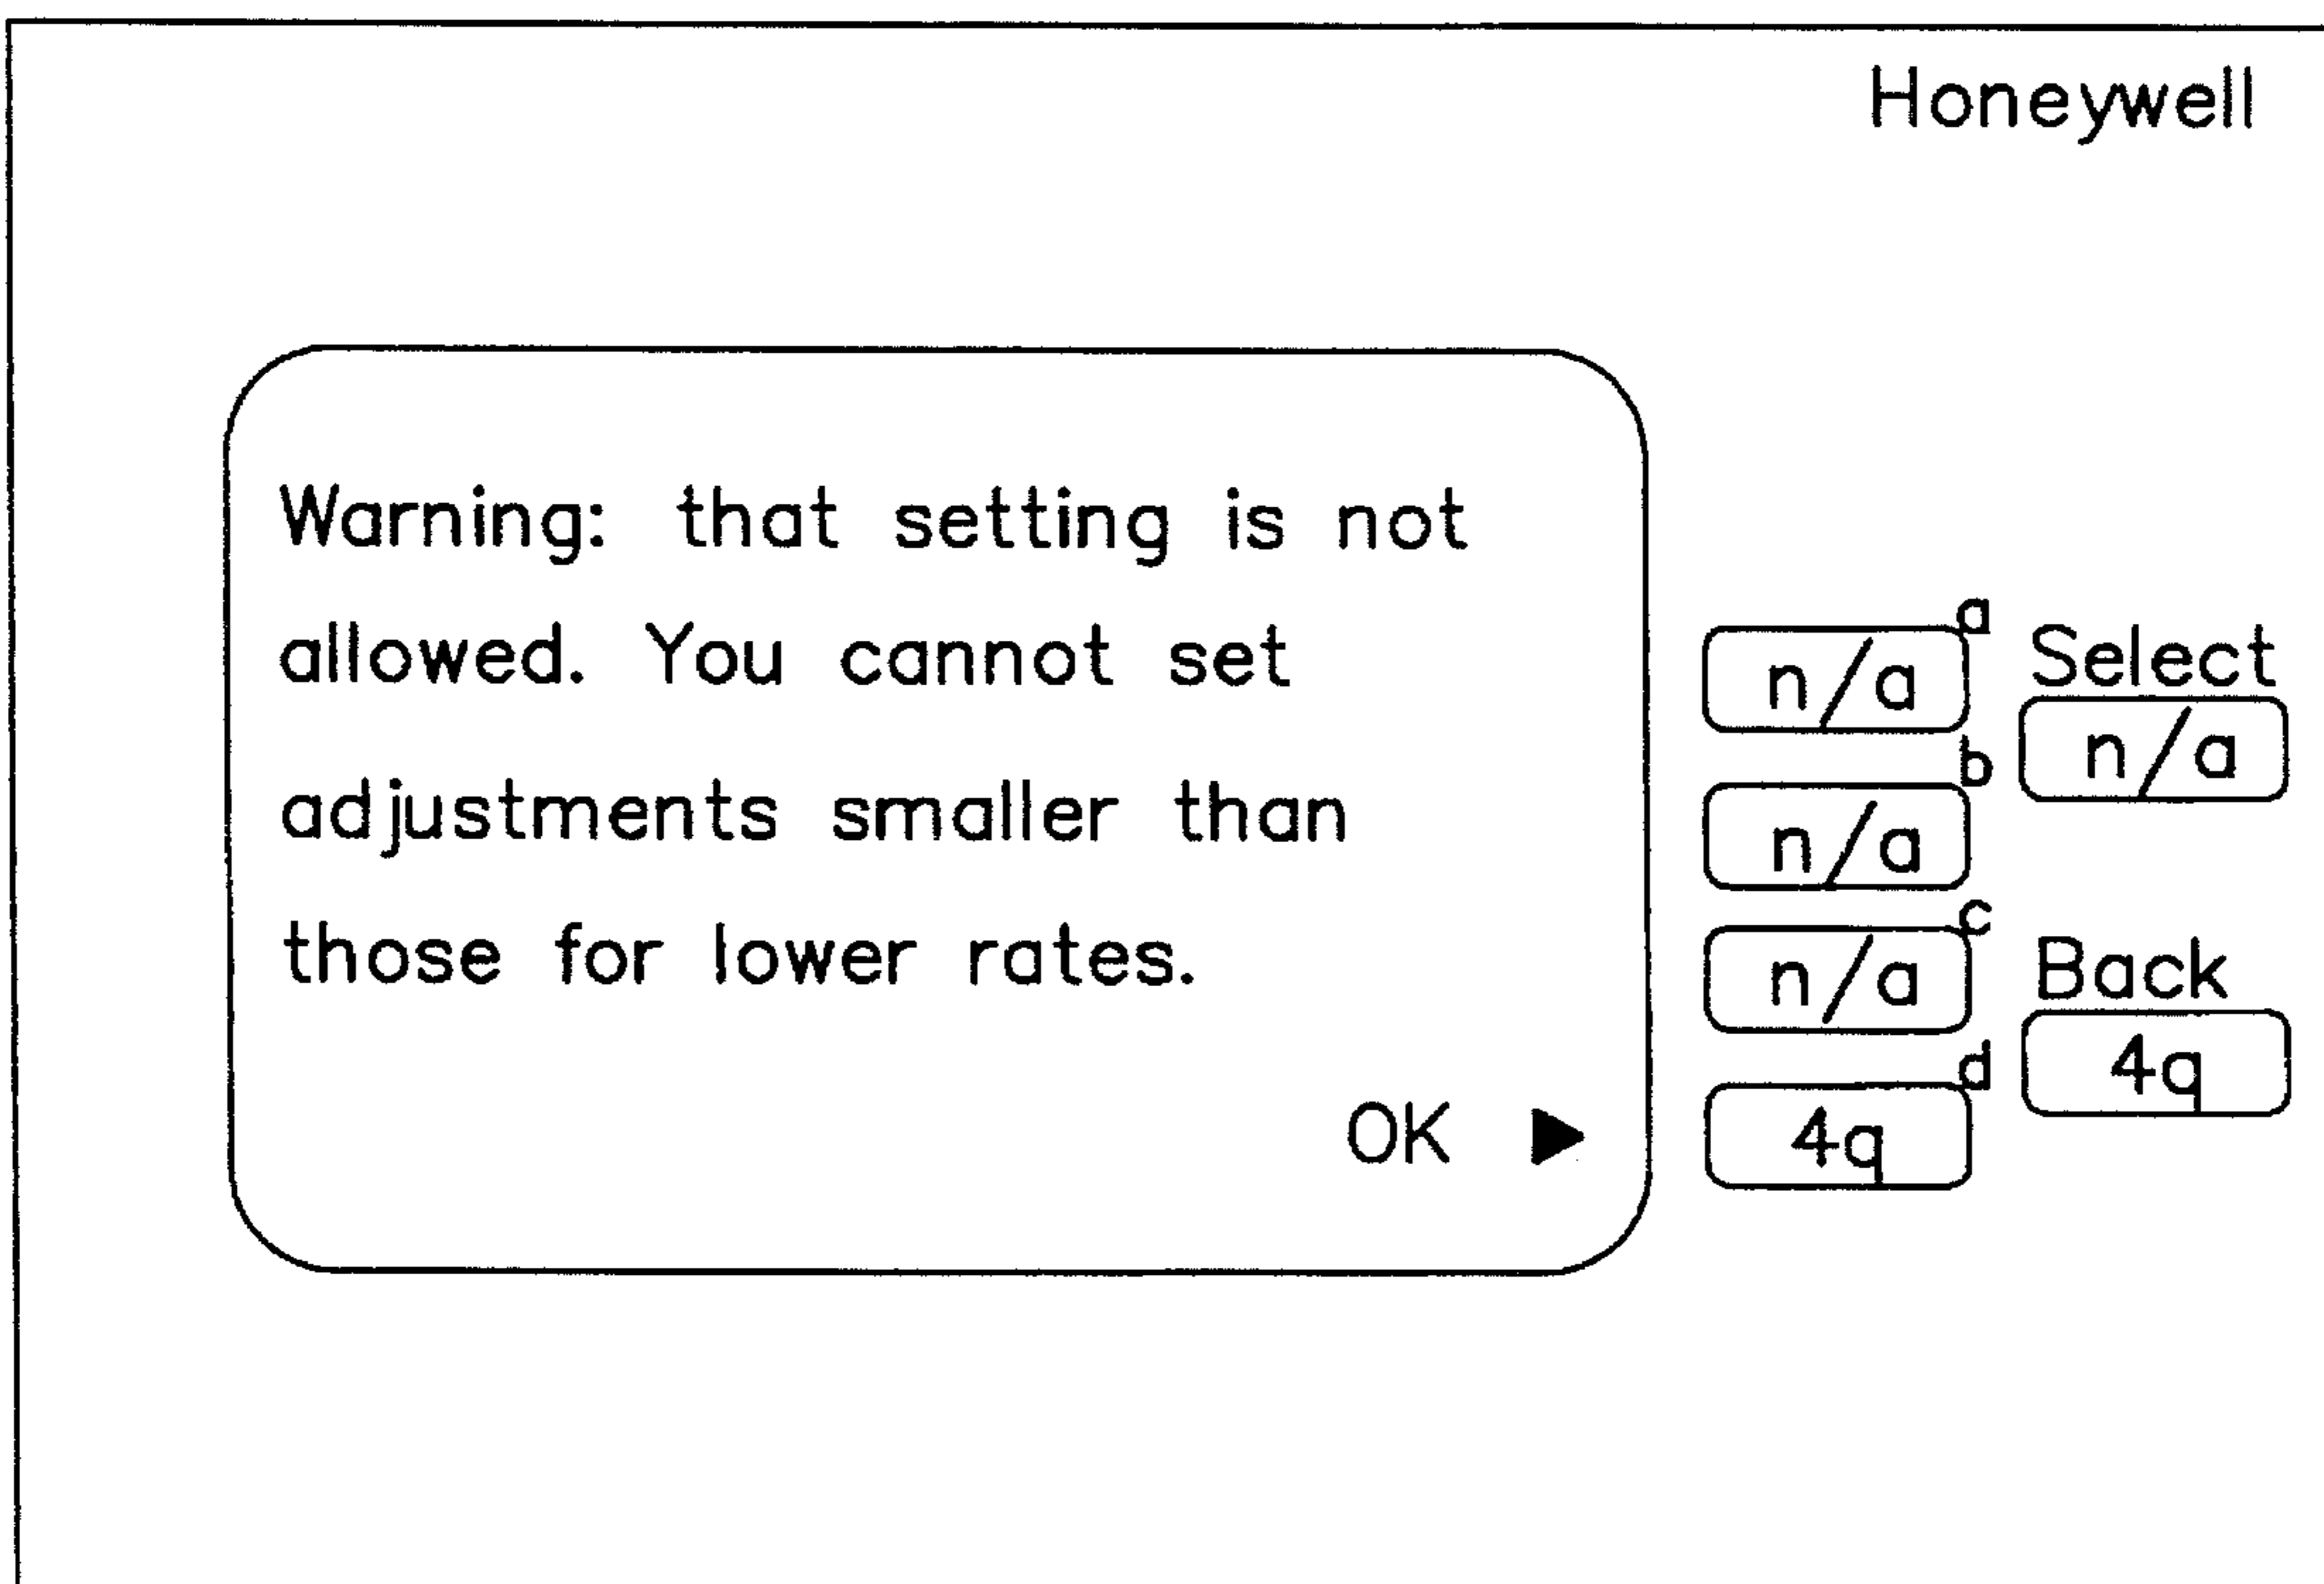 Honeywell
Warning: that setting is not
allowed. You cannot set
adjustments smaller than
those for lower rates.
OK ▶
a
n/a
Select
n/a
b
n/a
c
n/a
Back
4q
d
4q